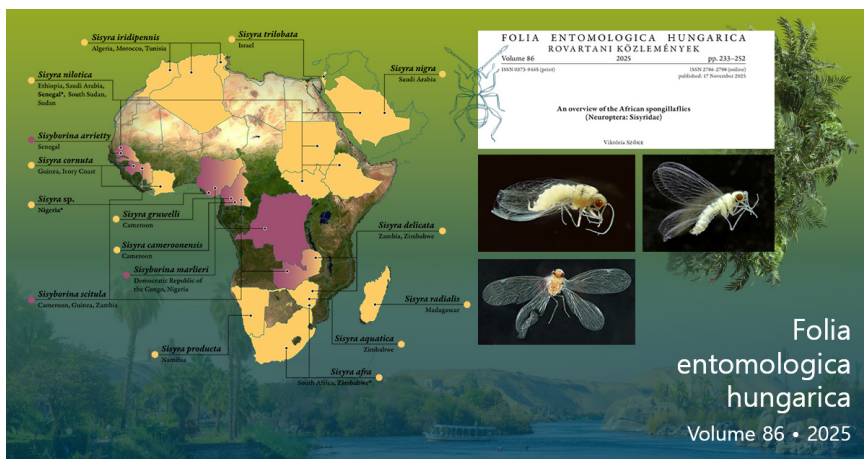 Sisyra iridipennis
Algeria, Morocco, Tunisia
Sisyra trilobata
Israel
Sisyra nilotica
Ethiopia, Saudi Arabia,
Senegal*, South Sudan,
Sudan
Sisyra nigra
Saudi Arabia
Sisyborina arrietty
Senegal
Sisyra cornuta
Guinea, Ivory Coast
Sisyra sp.
Nigeria*
Sisyra gruwelli
Cameroon
Sisyra cameroonensis
Cameroon
Sisyborina marlieri
Democratic Republic of
the Congo, Nigeria
Sisyborina scitula
Cameroon, Guinea, Zambia
Sisyra delicata
Zambia, Zimbabwe
Sisyra radialis
Madagascar
Sisyra aquatica
Zimbabwe
Sisyra producta
Namibia
Sisyra afra
South Africa, Zimbabwe*
FOLIA ENTOMOLOGICA HUNGARICA
ROVARTANI KÖZLEMÉNYEK
Volume 86 2025 pp. 233–252
ISSN 0373-9465 (print) ISSN 2786-2798 (online)
published: 17 November 2025
An overview of the African spongillaflies
(Neuroptera: Sisyridae)
Viktória Szőke
Folia
entomologica
hungarica
Volume 86 • 2025